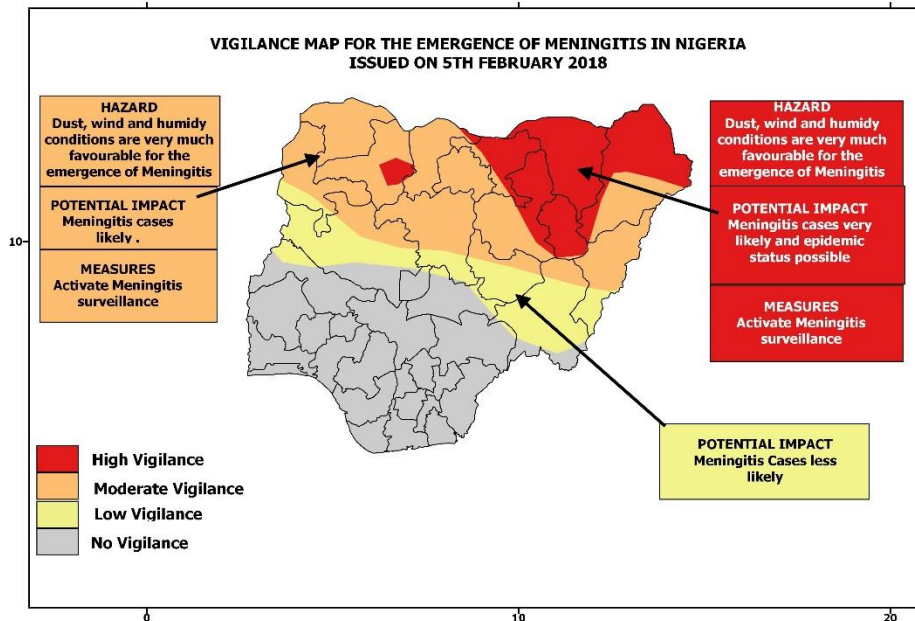 VIGILANCE MAP FOR THE EMERGENCE OF MENINGITIS IN NIGERIA
ISSUED ON 5TH FEBRUARY 2018
HAZARD
Dust, wind and humidy
conditions are very much
favourable for the
emergence of Meningitis
POTENTIAL IMPACT
Meningitis cases
likely .
MEASURES
Activate Meningitis
surveillance
HAZARD
Dust, wind and humidy
conditions are very much
favourable for the
emergence of Meningitis
POTENTIAL IMPACT
Meningitis cases very
likely and epidemic
status possible
MEASURES
Activate Meningitis
surveillance
POTENTIAL IMPACT
Meningitis Cases less
likely
High Vigilance
Moderate Vigilance
Low Vigilance
No Vigilance
10
0
10
20